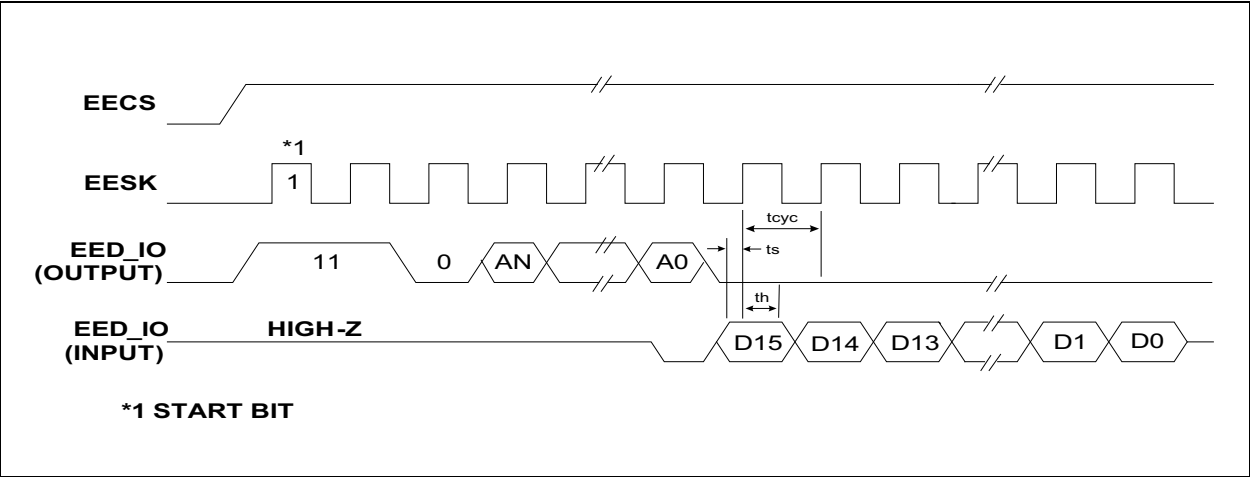 EECS
*1
EESK
1
tcyc
ts
EED_IO
(OUTPUT)
11
0
AN
A0
th
EED_IO
(INPUT)
HIGH-Z
D15
D14
D13
D1
D0
*1 START BIT